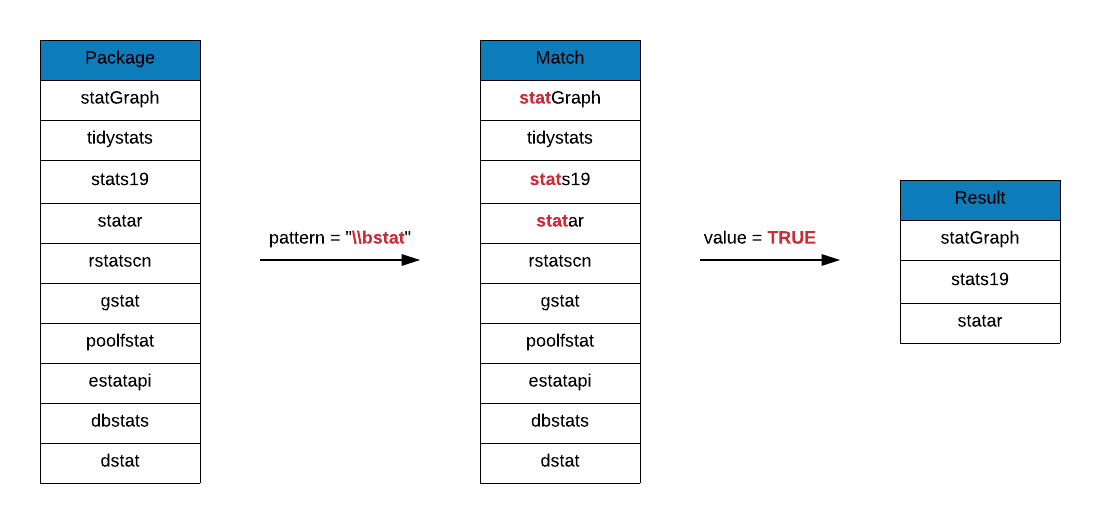 Package
statGraph
tidystats
stats19
statar
rstatscn
gstat
poolfstat
estatapi
dbstats
dstat
pattern = "\\bstat"
Match
statGraph
tidystats
stats19
statar
rstatscn
gstat
poolfstat
estatapi
dbstats
dstat
value = TRUE
Result
statGraph
stats19
statar